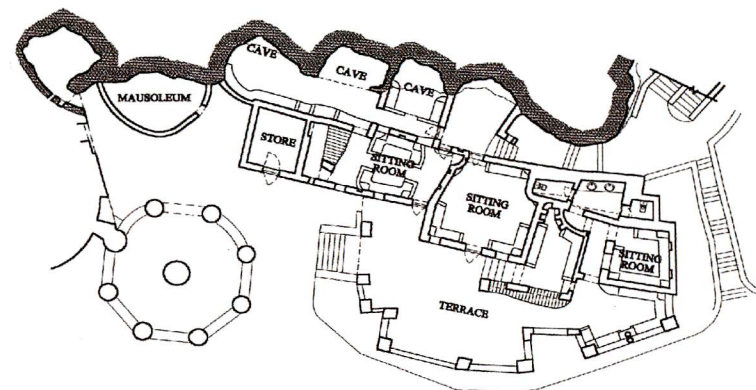 CAVE
CAVE
CAVE
MAUSOLEUM
STORE
SITTING
ROOM
SITTING
ROOM
SITTING
ROOM
TERRACE